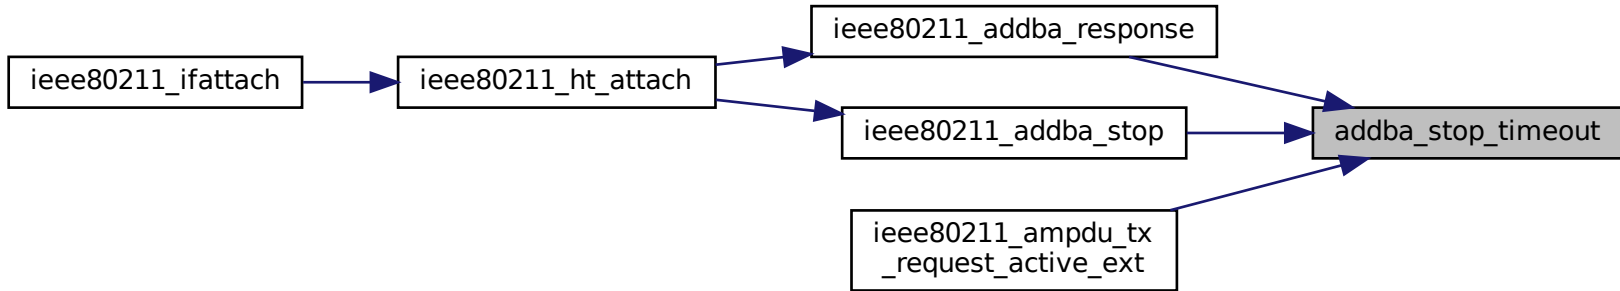 ieee80211_ifattach
ieee80211_ht_attach
ieee80211_addba_response
ieee80211_addba_stop
ieee80211_ampdu_tx
_request_active_ext
addba_stop_timeout